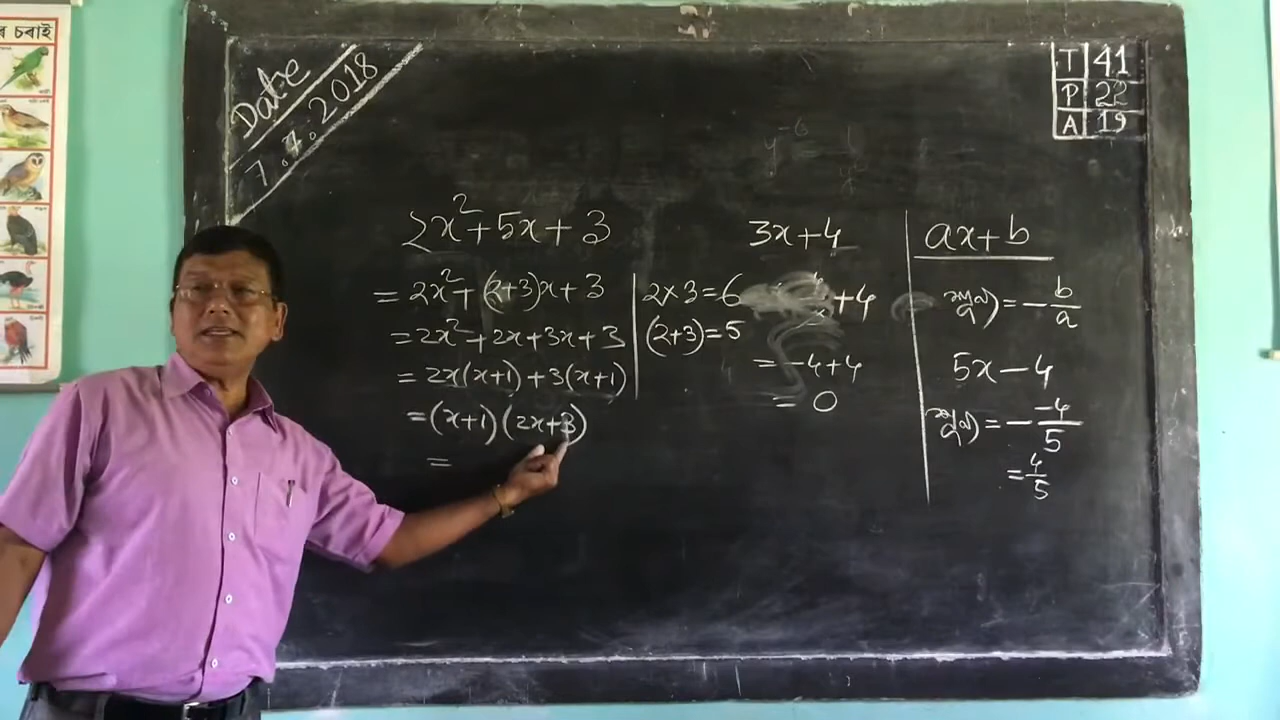 চৰাই
Date
7.7.2018
T 41
P 22
A 19
2x²+5x+3
= 2x²+(2+3)x+3
= 2x²+2x+3x+3
= 2x(x+1)+3(x+1)
= (x+1)(2x+3)
=
2×3=6
(2+3)=5
3x+4
+4
= -4+4
= 0
ax+b
= -b/a
5x-4
= - -4/5
= 4/5